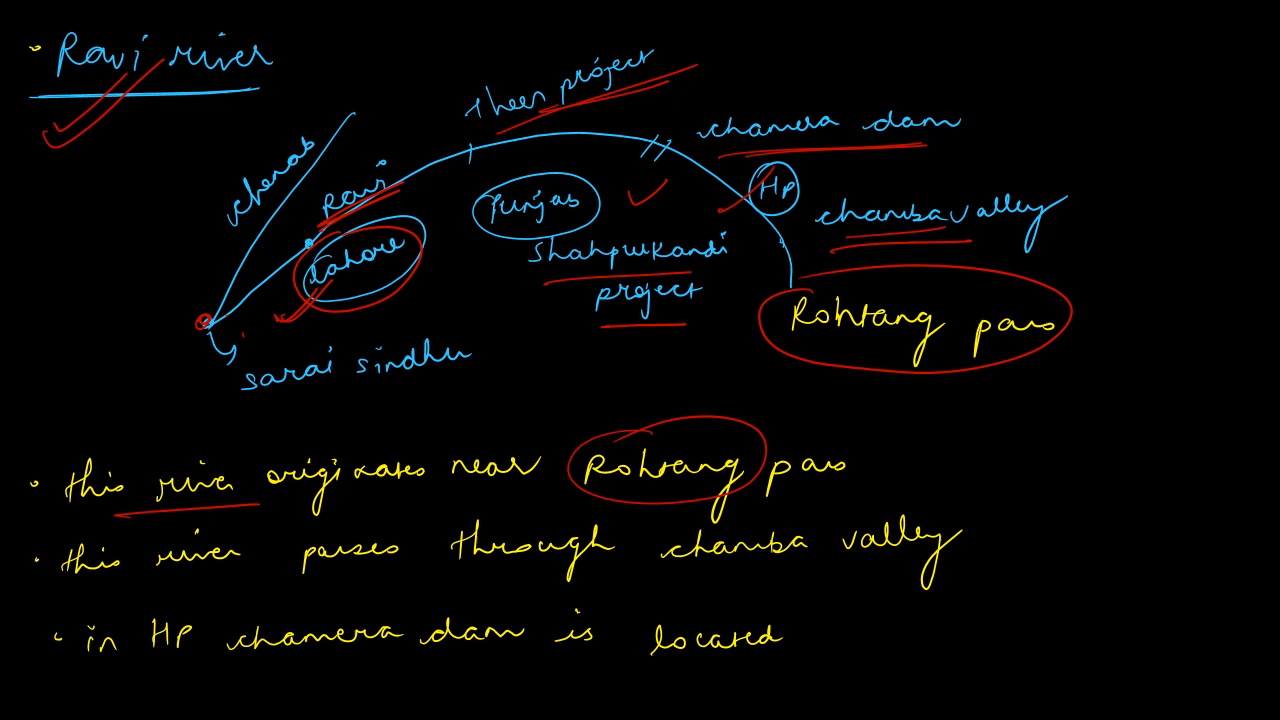 Ravi river
Theen project
chamera dam
chenab
Ravi
HP
Punjab
chamba valley
Lahore
Shahpurkandi
project
Rohtang pass
Sarai Sindhu
this river originates near Rohtang pass
this river passes through chamba valley
in HP chamera dam is located